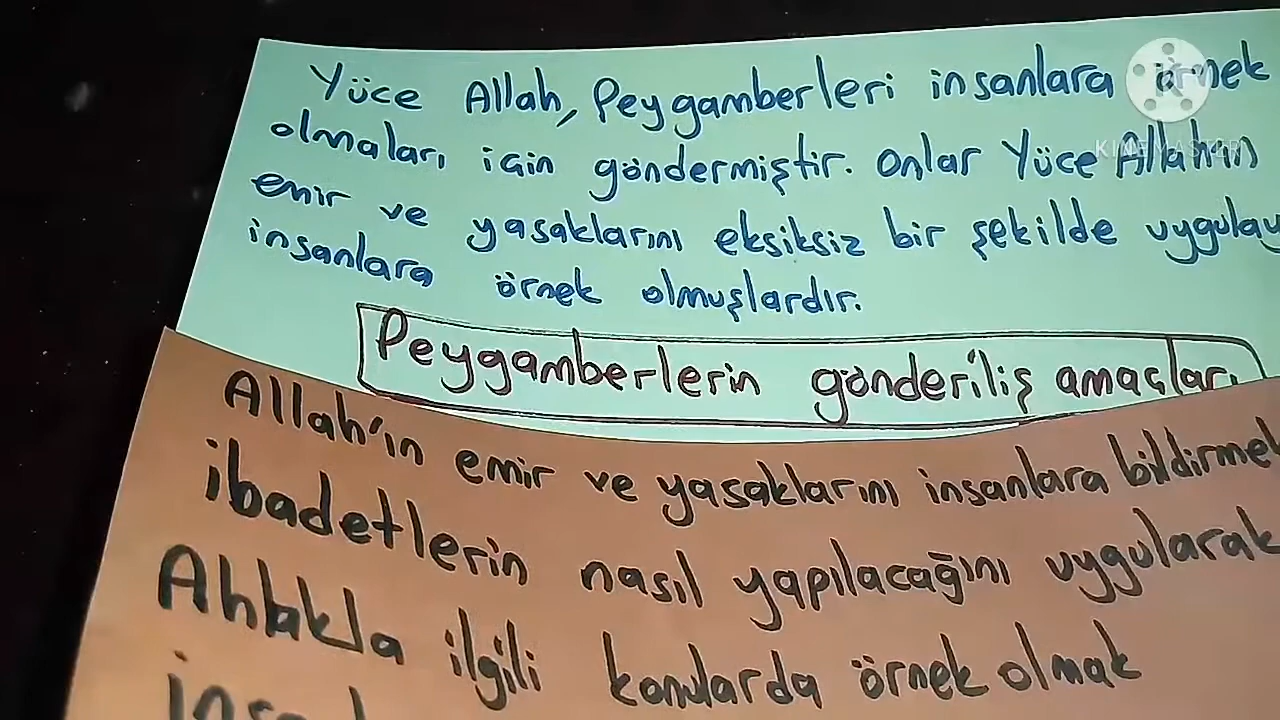 Yüce Allah, Peygamberleri insanlara örnek
olmaları için göndermiştir. Onlar Yüce Allah'ın
emir ve yasaklarını eksiksiz bir şekilde uygulay
insanlara örnek olmuşlardır.
Peygamberlerin gönderiliş amaçları
Allah'ın emir ve yasaklarını insanlara bildirmek
ibadetlerin nasıl yapılacağını uygularak
Ahlakla ilgili konularda örnek olmak
KINEMASTER